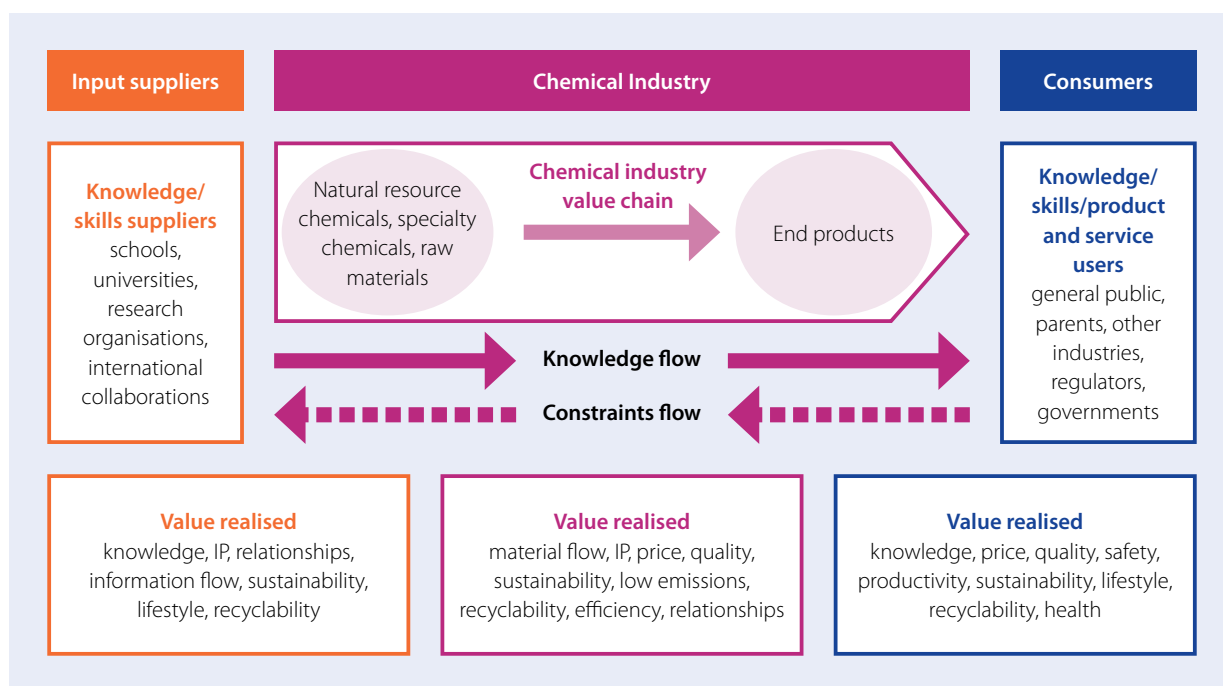 Input suppliers
Chemical Industry
Consumers
Knowledge/
skills suppliers
schools,
universities,
research
organisations,
international
collaborations
Natural resource
chemicals, specialty
chemicals, raw
materials
Chemical industry
value chain
End products
Knowledge/
skills/product
and service
users
general public,
parents, other
industries,
regulators,
governments
Knowledge flow
Constraints flow
Value realised
knowledge, IP, relationships,
information flow, sustainability,
lifestyle, recyclability
Value realised
material flow, IP, price, quality,
sustainability, low emissions,
recyclability, efficiency, relationships
Value realised
knowledge, price, quality, safety,
productivity, sustainability, lifestyle,
recyclability, health